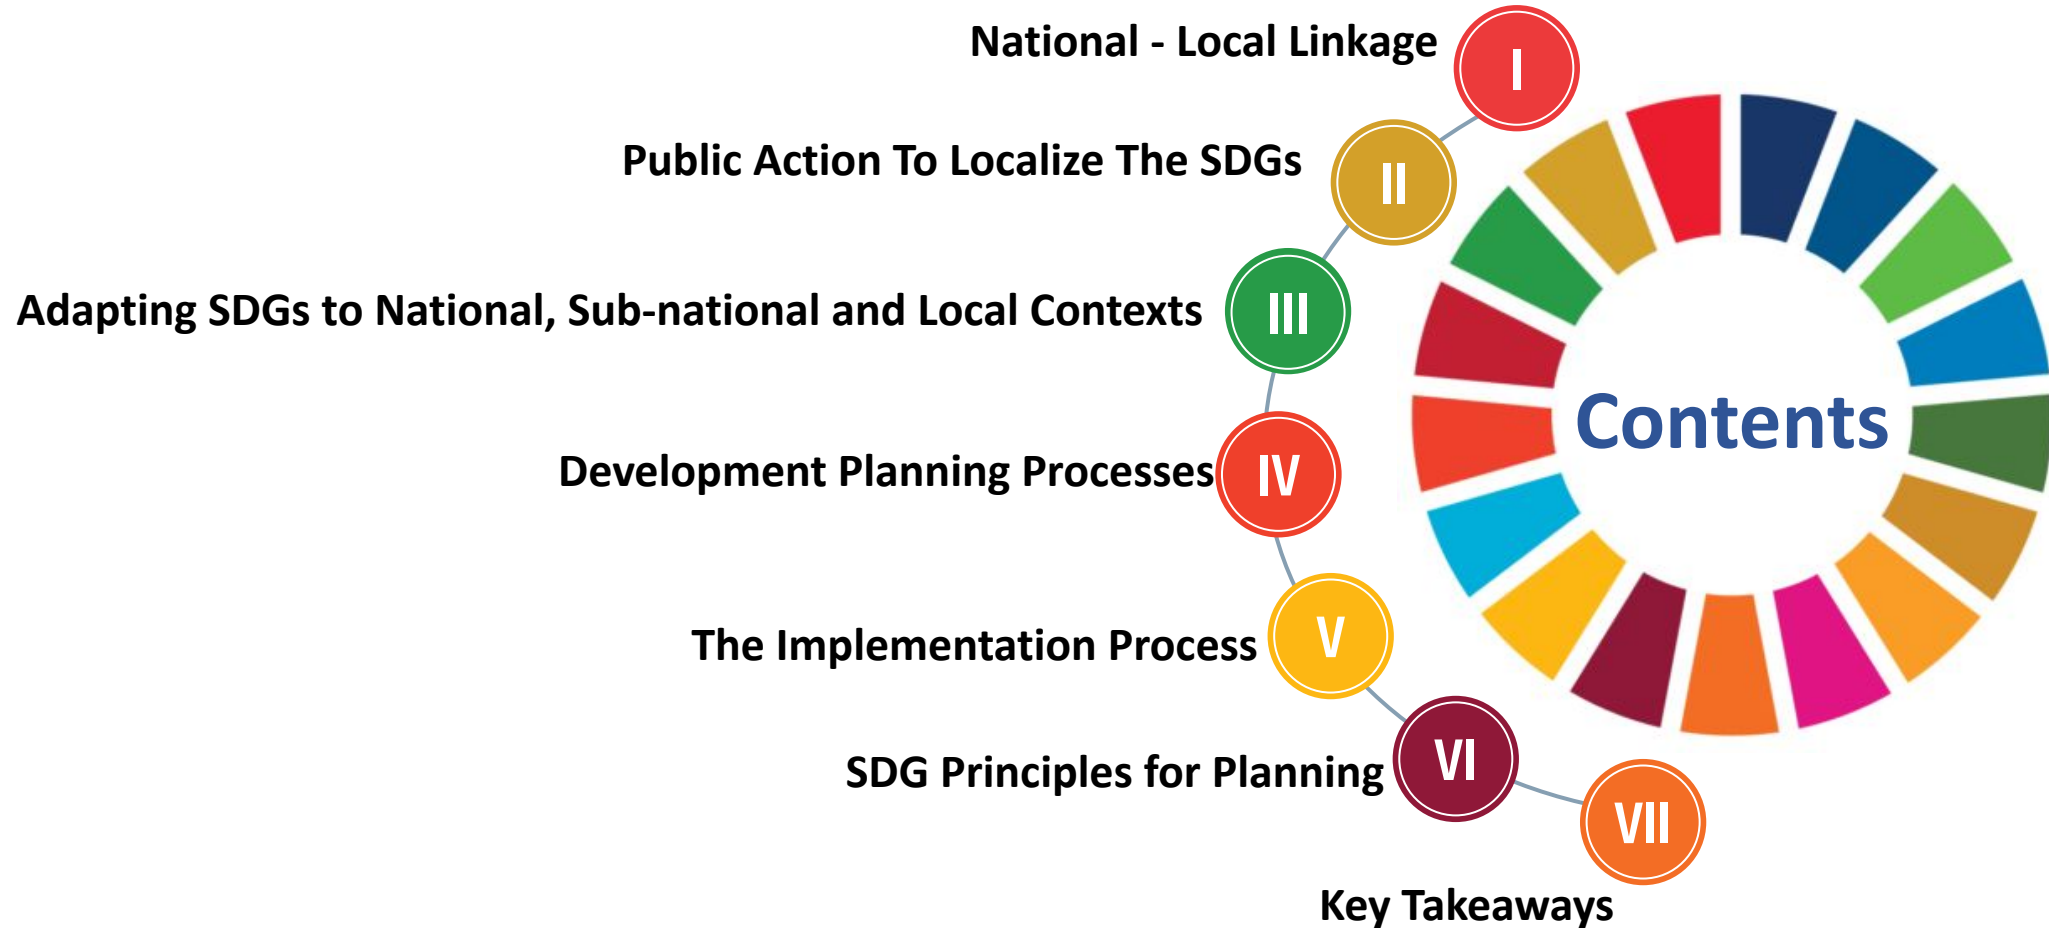 National - Local Linkage
I
Public Action To Localize The SDGs
II
Adapting SDGs to National, Sub-national and Local Contexts
III
Contents
Development Planning Processes
IV
The Implementation Process
V
SDG Principles for Planning
VI
VII
Key Takeaways